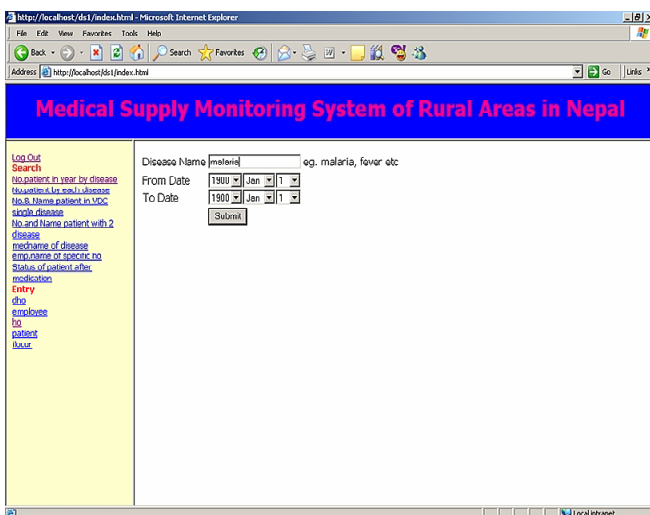 http://localhost/ds1/index.html - Microsoft Internet Explorer
File Edit View Favorites Tools Help
Back Search Favorites
Address http://localhost/ds1/index.html Go Links
Medical Supply Monitoring System of Rural Areas in Nepal
Log Out
Search
No.patient in year by disease
No.patient by each disease
No.& Name patient in VDC
single disease
No.and Name patient with 2
disease
medname of disease
emp.name of specific ho
Status of patient after
medication
Entry
dho
employee
ho
patient
Disease Name malaria eg. malaria, fever etc
From Date 1900 Jan 1
To Date 1900 Jan 1
Submit
Local intranet